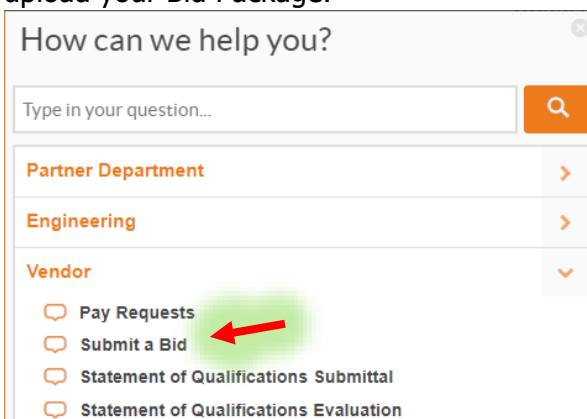 upload your Bid Package.
How can we help you?
Type in your question...
Partner Department
Engineering
Vendor
Pay Requests
Submit a Bid
Statement of Qualifications Submittal
Statement of Qualifications Evaluation